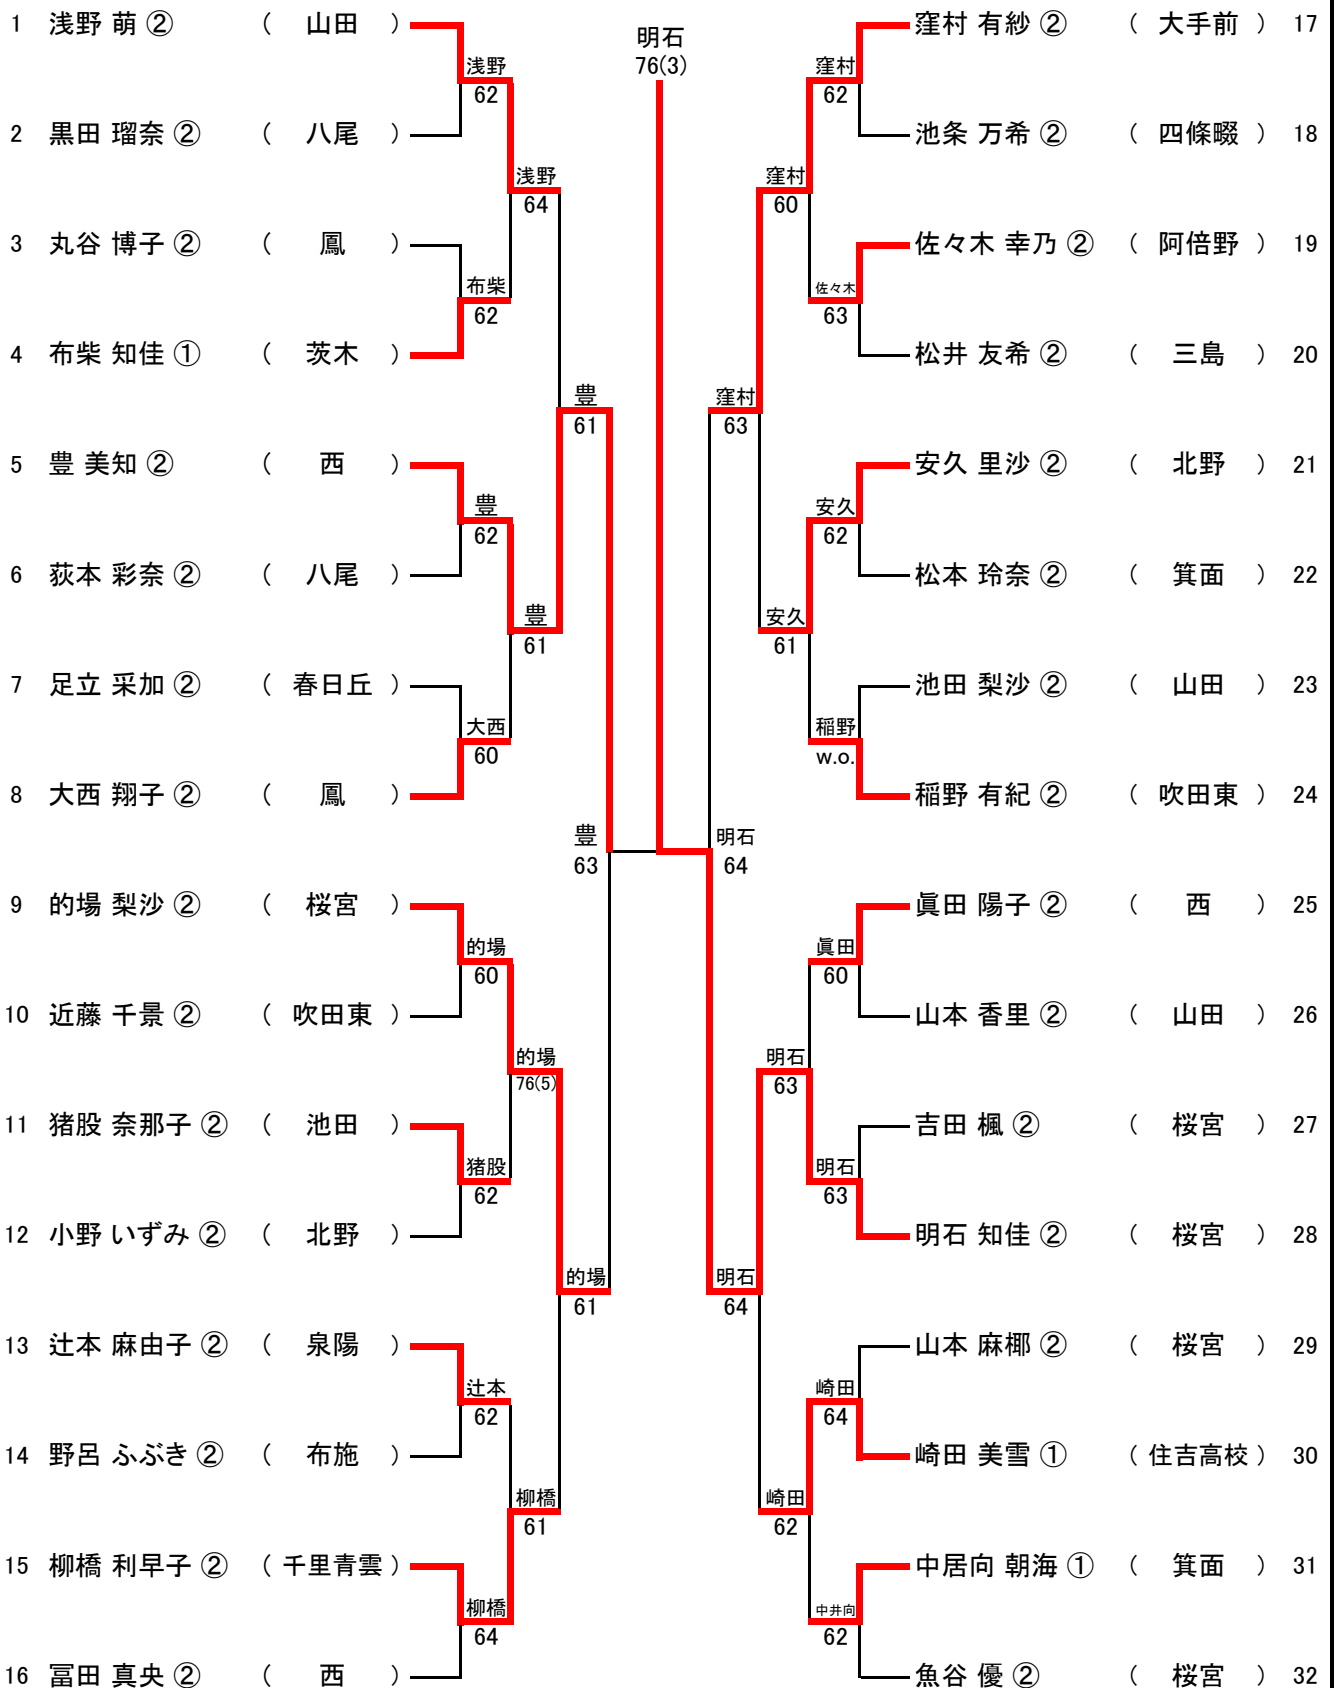 1 浅野 萌 ② ( 山田 )
2 黒田 瑠奈 ② ( 八尾 )
3 丸谷 博子 ② ( 鳳 )
4 布柴 知佳 ① ( 茨木 )
5 豊 美知 ② ( 西 )
6 荻本 彩奈 ② ( 八尾 )
7 足立 采加 ② ( 春日丘 )
8 大西 翔子 ② ( 鳳 )
9 的場 梨沙 ② ( 桜宮 )
10 近藤 千景 ② ( 吹田東 )
11 猪股 奈那子 ② ( 池田 )
12 小野 いずみ ② ( 北野 )
13 辻本 麻由子 ② ( 泉陽 )
14 野呂 ふぶき ② ( 布施 )
15 柳橋 利早子 ② ( 千里青雲 )
16 冨田 真央 ② ( 西 )
浅野
62
布柴
62
豊
62
大西
60
的場
60
猪股
62
辻本
62
柳橋
64
浅野
64
豊
61
的場
76(5)
柳橋
61
豊
61
的場
61
豊
63
明石
76(3)
明石
64
窪村
63
明石
64
窪村
60
安久
61
明石
63
崎田
62
窪村
62
佐々木
63
安久
62
稲野
w.o.
眞田
60
明石
63
崎田
64
中井向
62
窪村 有紗 ② ( 大手前 ) 17
池条 万希 ② ( 四條畷 ) 18
佐々木 幸乃 ② ( 阿倍野 ) 19
松井 友希 ② ( 三島 ) 20
安久 里沙 ② ( 北野 ) 21
松本 玲奈 ② ( 箕面 ) 22
池田 梨沙 ② ( 山田 ) 23
稲野 有紀 ② ( 吹田東 ) 24
眞田 陽子 ② ( 西 ) 25
山本 香里 ② ( 山田 ) 26
吉田 楓 ② ( 桜宮 ) 27
明石 知佳 ② ( 桜宮 ) 28
山本 麻梛 ② ( 桜宮 ) 29
崎田 美雪 ① ( 住吉高校 ) 30
中居向 朝海 ① ( 箕面 ) 31
魚谷 優 ② ( 桜宮 ) 32